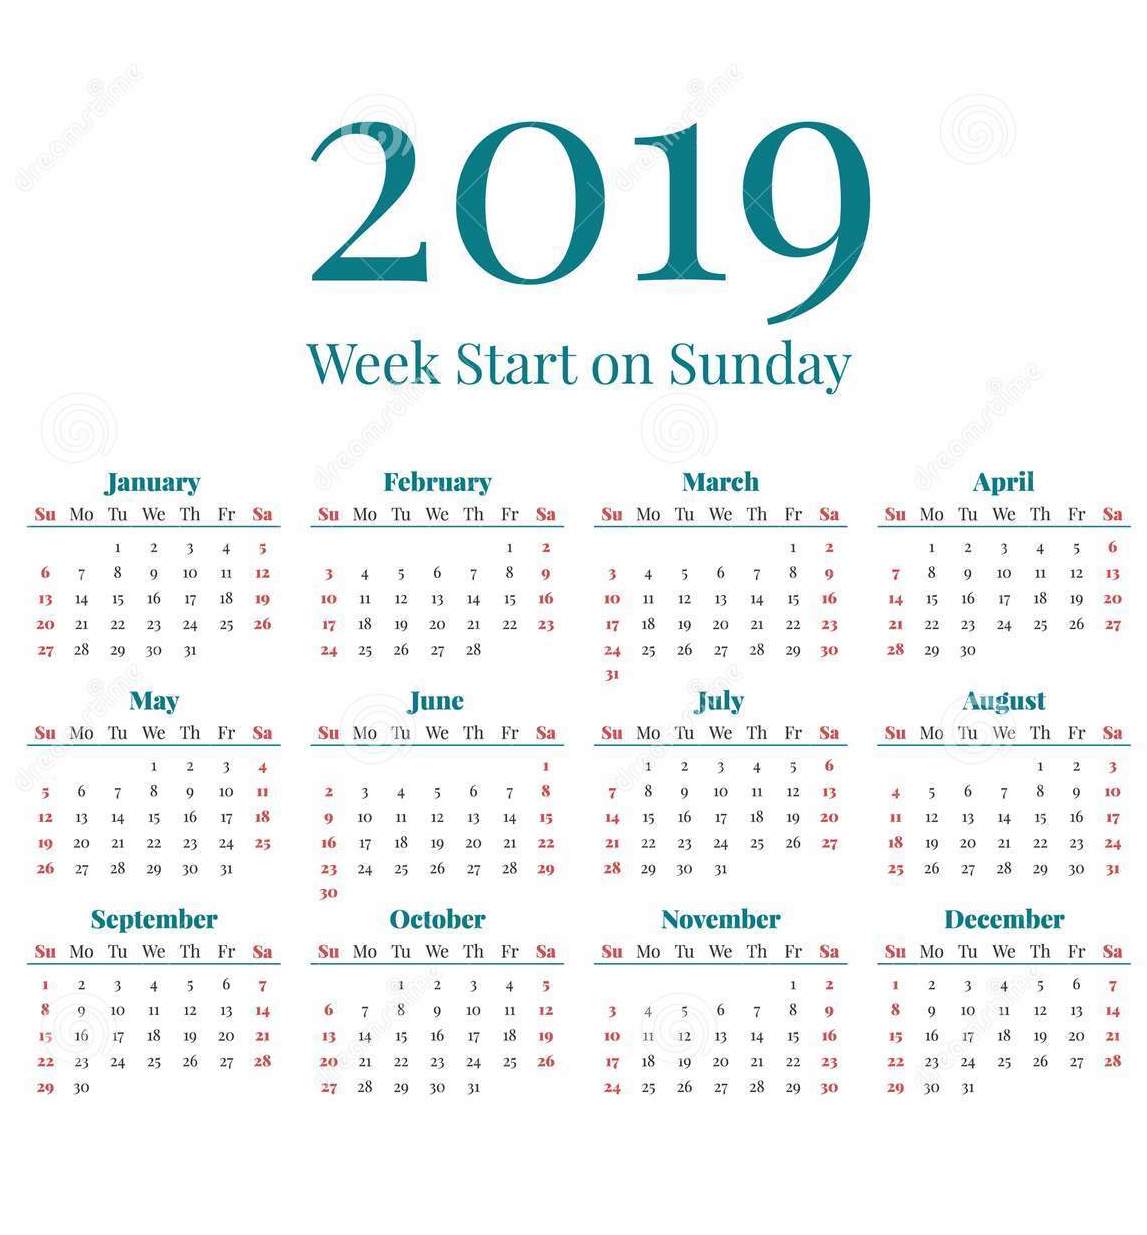 2019
Week Start on Sunday
January February March April
Su Mo Tu We Th Fr Sa Su Mo Tu We Th Fr Sa Su Mo Tu We Th Fr Sa Su Mo Tu We Th Fr Sa
1 2 3 4 5 1 2 1 2 1 2 3 4 5 6
6 7 8 9 10 11 12 3 4 5 6 7 8 9 3 4 5 6 7 8 9 7 8 9 10 11 12 13
13 14 15 16 17 18 19 10 11 12 13 14 15 16 10 11 12 13 14 15 16 14 15 16 17 18 19 20
20 21 22 23 24 25 26 17 18 19 20 21 22 23 17 18 19 20 21 22 23 21 22 23 24 25 26 27
27 28 29 30 31 24 25 26 27 28 24 25 26 27 28 29 30 28 29 30
31
May June July August
Su Mo Tu We Th Fr Sa Su Mo Tu We Th Fr Sa Su Mo Tu We Th Fr Sa Su Mo Tu We Th Fr Sa
1 2 3 4 1 1 2 3 4 5 6 1 2 3
5 6 7 8 9 10 11 2 3 4 5 6 7 8 7 8 9 10 11 12 13 4 5 6 7 8 9 10
12 13 14 15 16 17 18 9 10 11 12 13 14 15 14 15 16 17 18 19 20 11 12 13 14 15 16 17
19 20 21 22 23 24 25 16 17 18 19 20 21 22 21 22 23 24 25 26 27 18 19 20 21 22 23 24
26 27 28 29 30 31 23 24 25 26 27 28 29 28 29 30 31 25 26 27 28 29 30 31
30
September October November December
Su Mo Tu We Th Fr Sa Su Mo Tu We Th Fr Sa Su Mo Tu We Th Fr Sa Su Mo Tu We Th Fr Sa
1 2 3 4 5 6 7 1 2 3 4 5 1 2 1 2 3 4 5 6 7
8 9 10 11 12 13 14 6 7 8 9 10 11 12 3 4 5 6 7 8 9 8 9 10 11 12 13 14
15 16 17 18 19 20 21 13 14 15 16 17 18 19 10 11 12 13 14 15 16 15 16 17 18 19 20 21
22 23 24 25 26 27 28 20 21 22 23 24 25 26 17 18 19 20 21 22 23 22 23 24 25 26 27 28
29 30 27 28 29 30 31 24 25 26 27 28 29 30 29 30 31
dreamstime
dreamstime
dreamstime
dreamstime